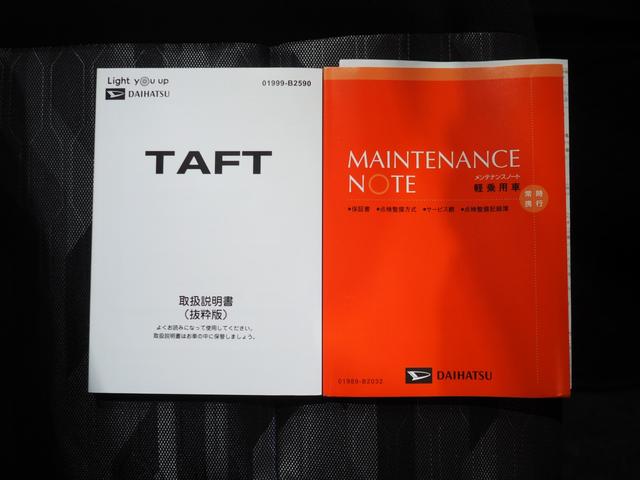 Light you up
DAIHATSU
01999-B2590
TAFT
取扱説明書
(抜粋版)
よくお読みになって使用してください。
取扱説明書はお車の中に保管しましょう。
MAINTENANCE
NOTE
メンテナンスノート
軽乗用車
常時
携行
*保証書 *点検整備方式 *サービス網 *点検整備記録簿
01989-B2032
DAIHATSU